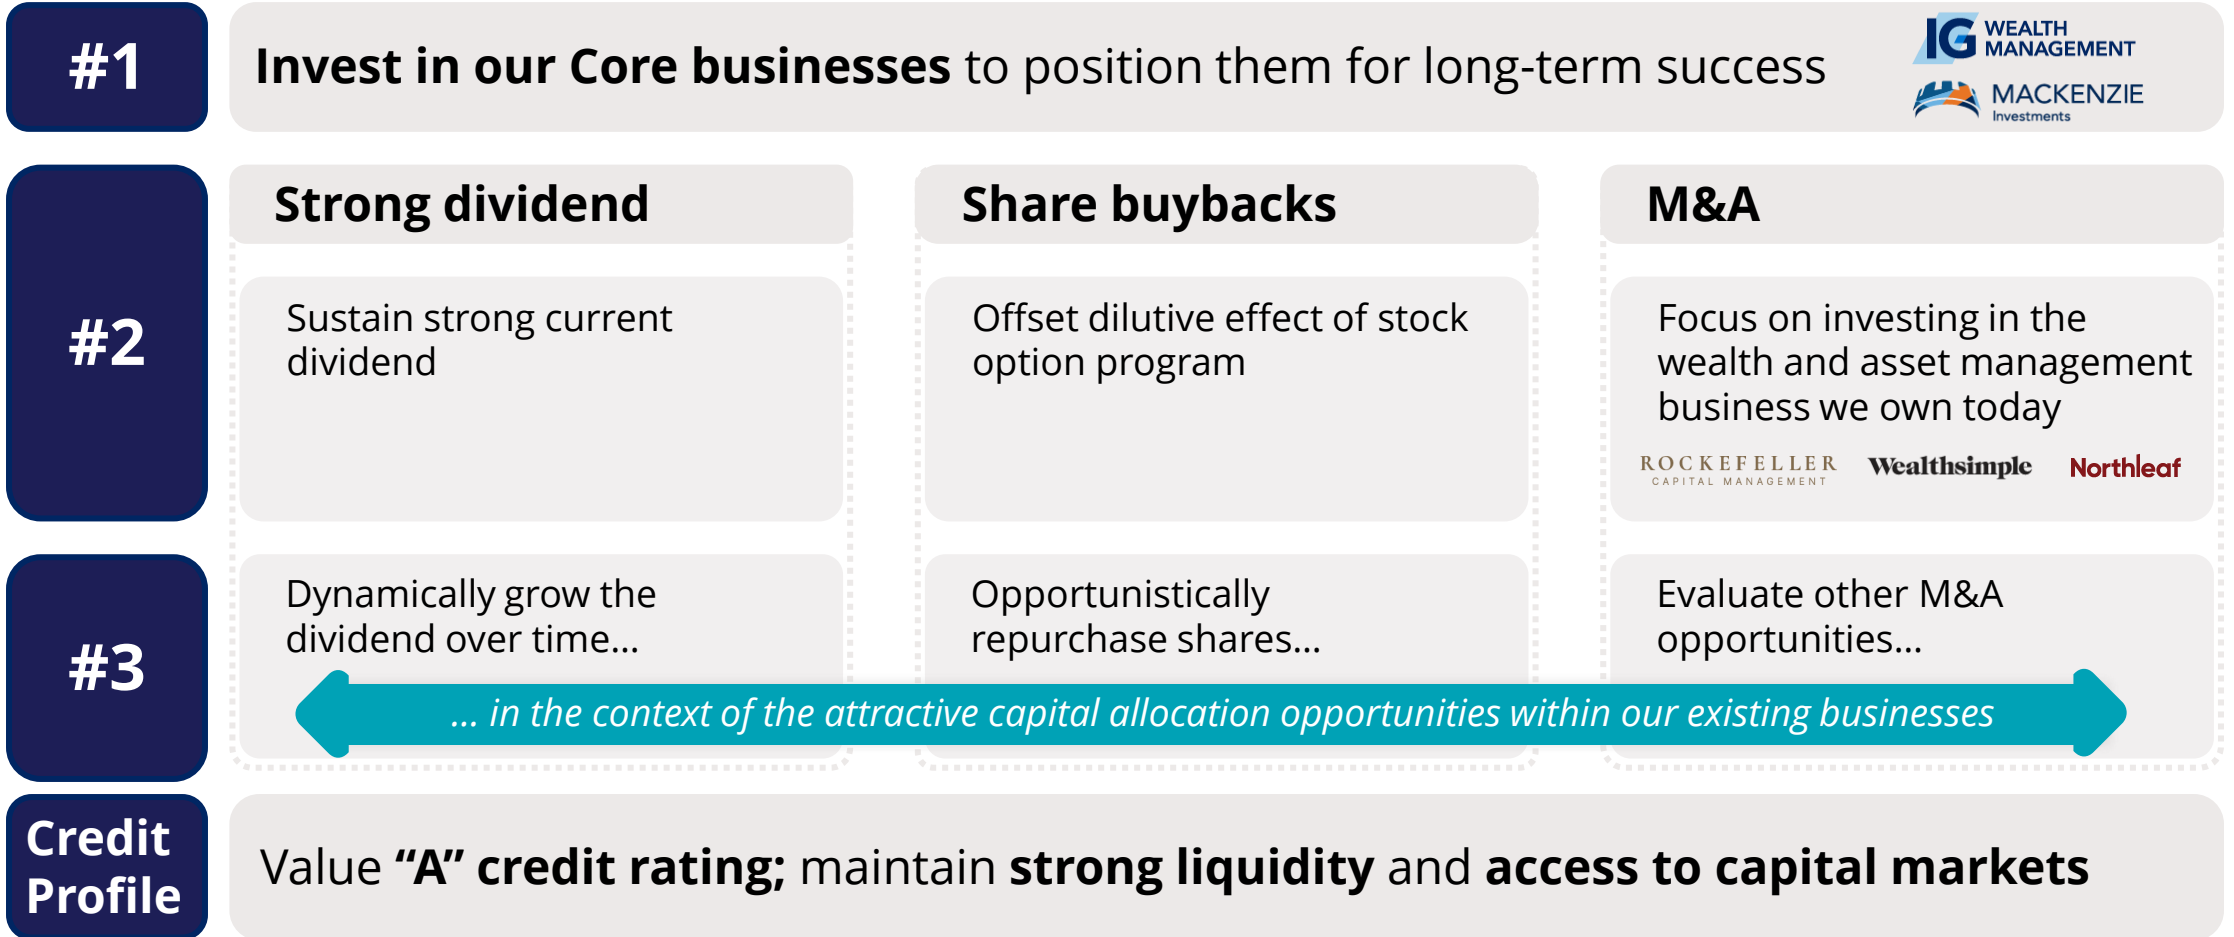 #1
Invest in our Core businesses to position them for long-term success
IG WEALTH
MANAGEMENT
MACKENZIE
Investments
#2
Strong dividend
Sustain strong current
dividend
Share buybacks
Offset dilutive effect of stock
option program
M&A
Focus on investing in the
wealth and asset management
business we own today
ROCKEFELLER
CAPITAL MANAGEMENT
Wealthsimple
Northleaf
#3
Dynamically grow the
dividend over time...
Opportunistically
repurchase shares...
Evaluate other M&A
opportunities...
... in the context of the attractive capital allocation opportunities within our existing businesses
Credit
Profile
Value “A” credit rating; maintain strong liquidity and access to capital markets